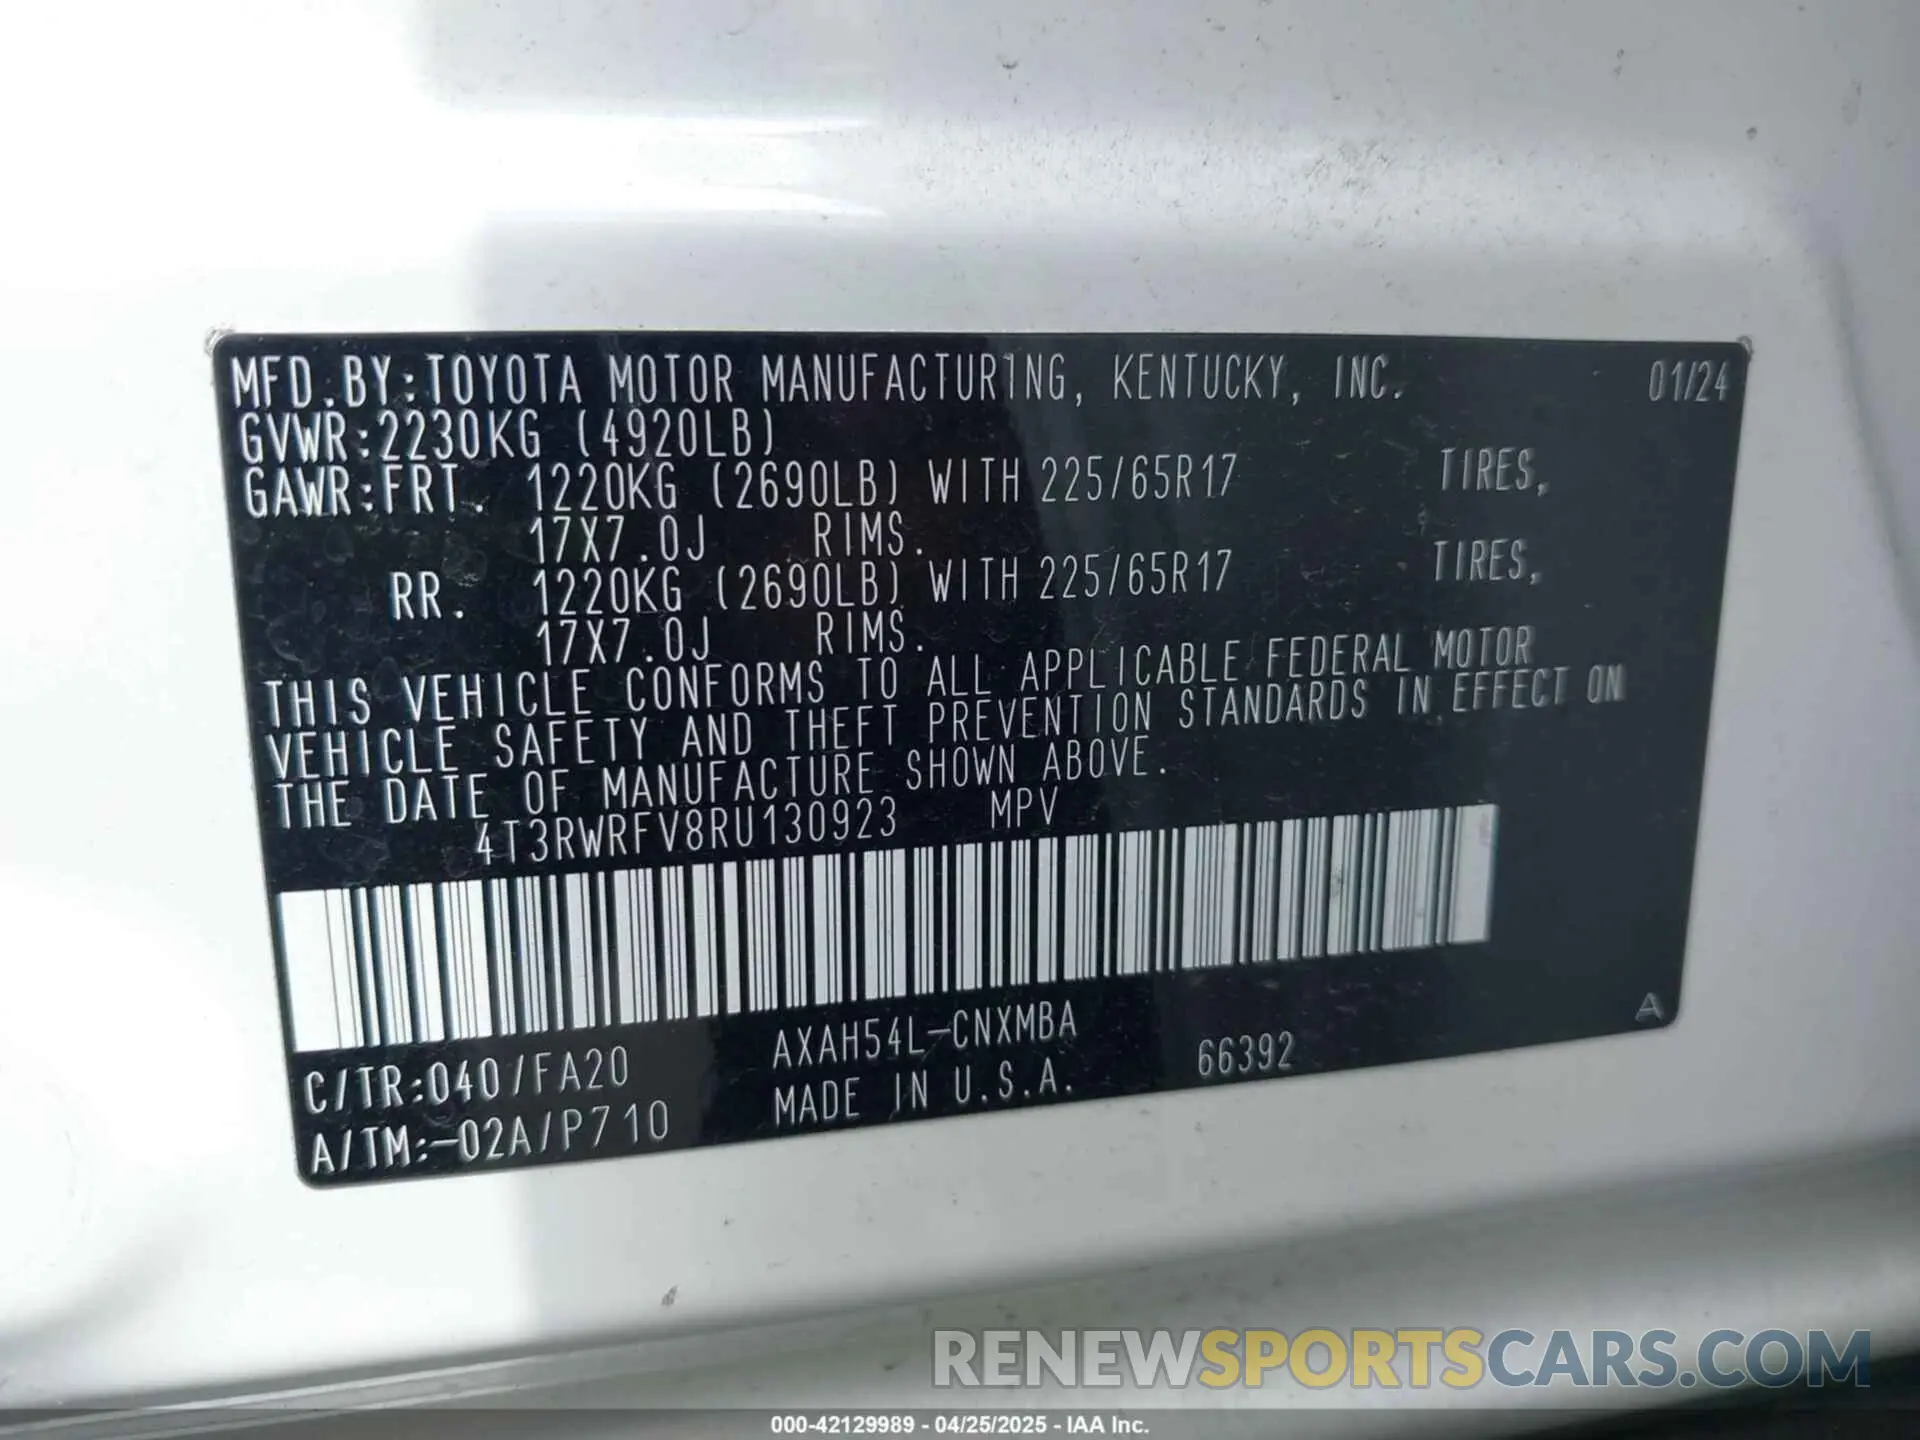 MFD.BY:TOYOTA MOTOR MANUFACTURING, KENTUCKY, INC. 01/24
GVWR:2230KG (4920LB)
GAWR:FRT. 1220KG (2690LB) WITH 225/65R17 TIRES,
17X7.0J RIMS.
RR. 1220KG (2690LB) WITH 225/65R17 TIRES,
17X7.0J RIMS.
THIS VEHICLE CONFORMS TO ALL APPLICABLE FEDERAL MOTOR
VEHICLE SAFETY AND THEFT PREVENTION STANDARDS IN EFFECT ON
THE DATE OF MANUFACTURE SHOWN ABOVE.
4T3RWRFV8RU130923 MPV
AXAH54L-CNXMBA A
C/TR:040/FA20
MADE IN U.S.A. 66392
A/TM:-02A/P710
RENEWSPORTSCARS.COM
000-42129989 - 04/25/2025 - IAA Inc.